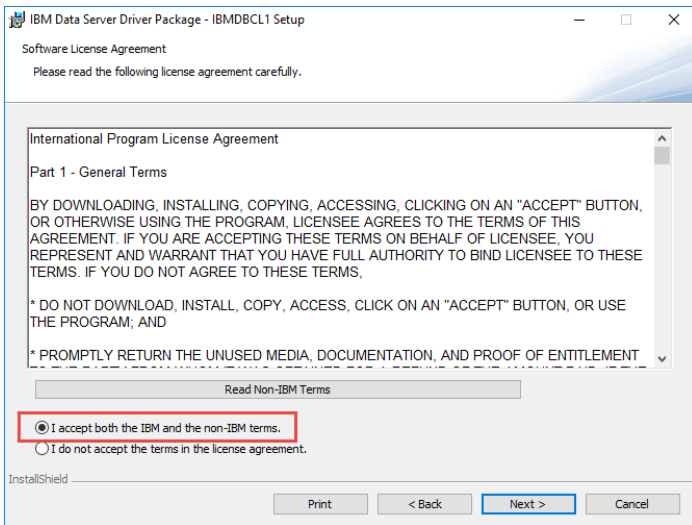 IBM Data Server Driver Package - IBMDBCL1 Setup
Software License Agreement
Please read the following license agreement carefully.
International Program License Agreement
Part 1 - General Terms
BY DOWNLOADING, INSTALLING, COPYING, ACCESSING, CLICKING ON AN "ACCEPT" BUTTON,
OR OTHERWISE USING THE PROGRAM, LICENSEE AGREES TO THE TERMS OF THIS
AGREEMENT. IF YOU ARE ACCEPTING THESE TERMS ON BEHALF OF LICENSEE, YOU
REPRESENT AND WARRANT THAT YOU HAVE FULL AUTHORITY TO BIND LICENSEE TO THESE
TERMS. IF YOU DO NOT AGREE TO THESE TERMS,
* DO NOT DOWNLOAD, INSTALL, COPY, ACCESS, CLICK ON AN "ACCEPT" BUTTON, OR USE
THE PROGRAM; AND
* PROMPTLY RETURN THE UNUSED MEDIA, DOCUMENTATION, AND PROOF OF ENTITLEMENT
Read Non-IBM Terms
I accept both the IBM and the non-IBM terms.
I do not accept the terms in the license agreement.
InstallShield
Print
< Back
Next >
Cancel